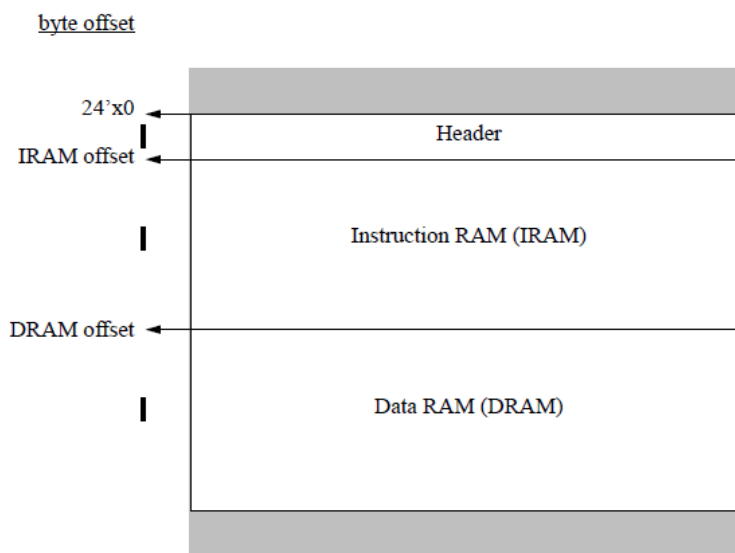 byte offset
24’x0
Header
IRAM offset
Instruction RAM (IRAM)
DRAM offset
Data RAM (DRAM)